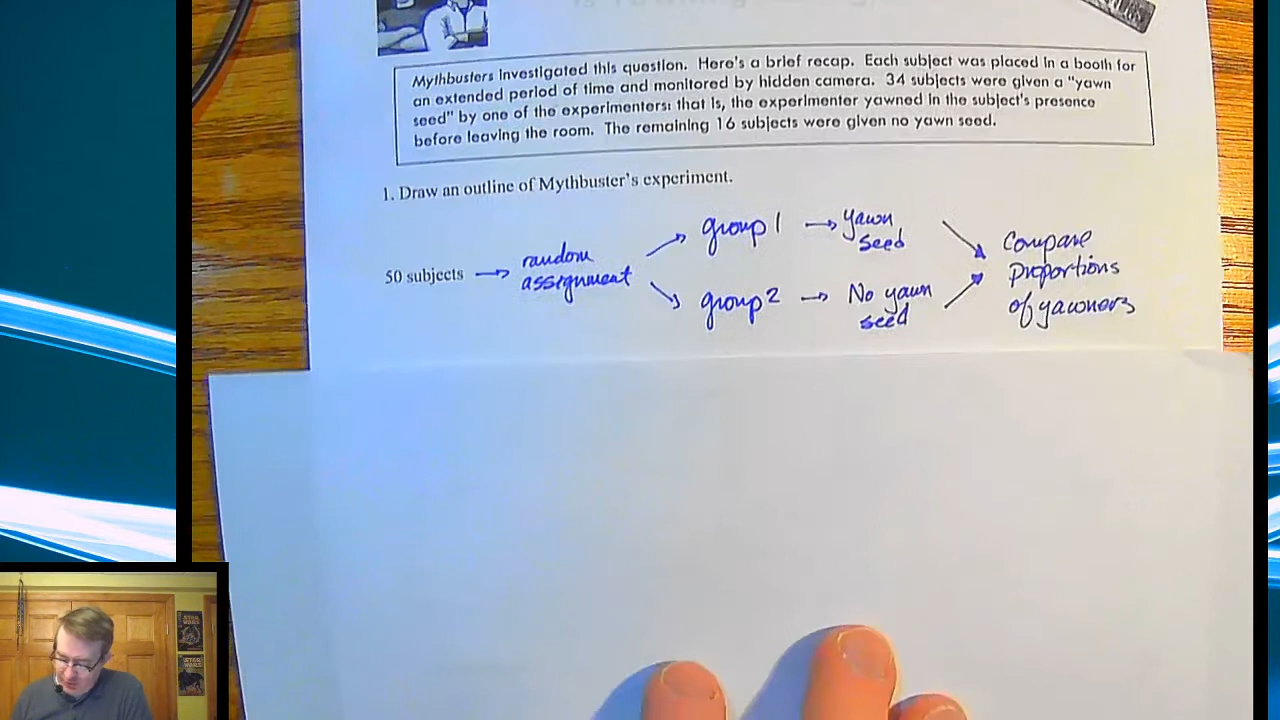 Mythbusters investigated this question. Here's a brief recap. Each subject was placed in a booth for
an extended period of time and monitored by hidden camera. 34 subjects were given a "yawn
seed" by one of the experimenters: that is, the experimenter yawned in the subject's presence
before leaving the room. The remaining 16 subjects were given no yawn seed.
1. Draw an outline of Mythbuster's experiment.
50 subjects → random
assignment
group 1 → yawn
seed
group 2 → No yawn
seed
Compare
proportions
of yawners
STAR
WARS
STAR
WARS